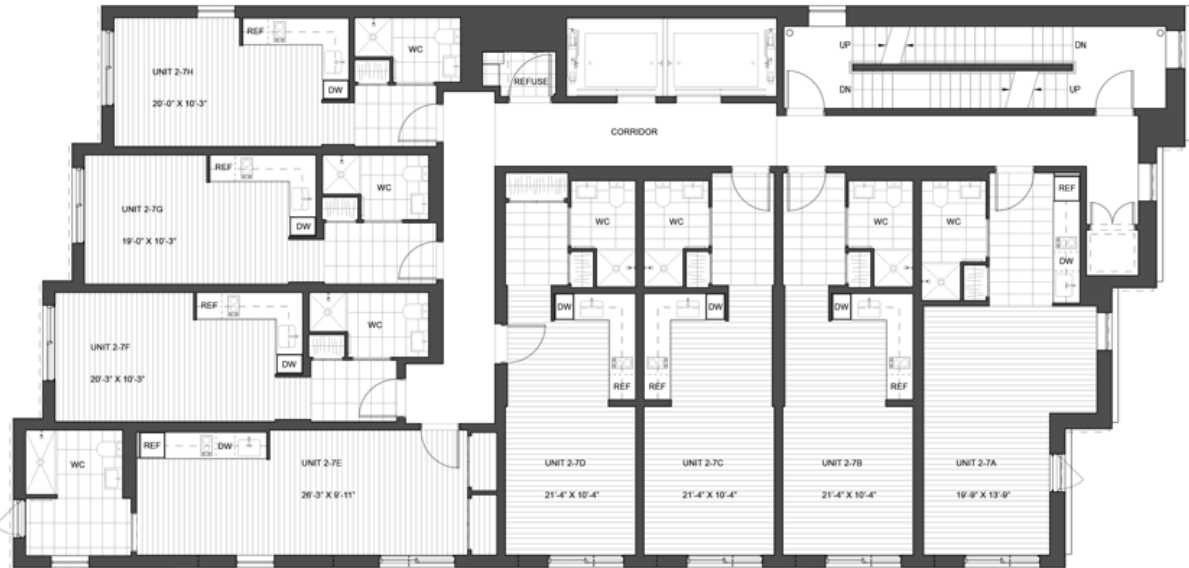 REF
WC
UNIT 2-7H
DW
20'-0" X 10'-3"
REFUSE
UP
DN
DN
UP
CORRIDOR
REF
WC
UNIT 2-7G
DW
19'-0" X 10'-3"
WC
WC
WC
WC
REF
DW
REF
WC
UNIT 2-7F
DW
20'-3" X 10'-3"
DW
REF
DW
REF
DW
REF
WC
REF
DW
UNIT 2-7E
26'-3" X 9'-11"
UNIT 2-7D
21'-4" X 10'-4"
UNIT 2-7C
21'-4" X 10'-4"
UNIT 2-7B
21'-4" X 10'-4"
UNIT 2-7A
19'-9" X 13'-9"